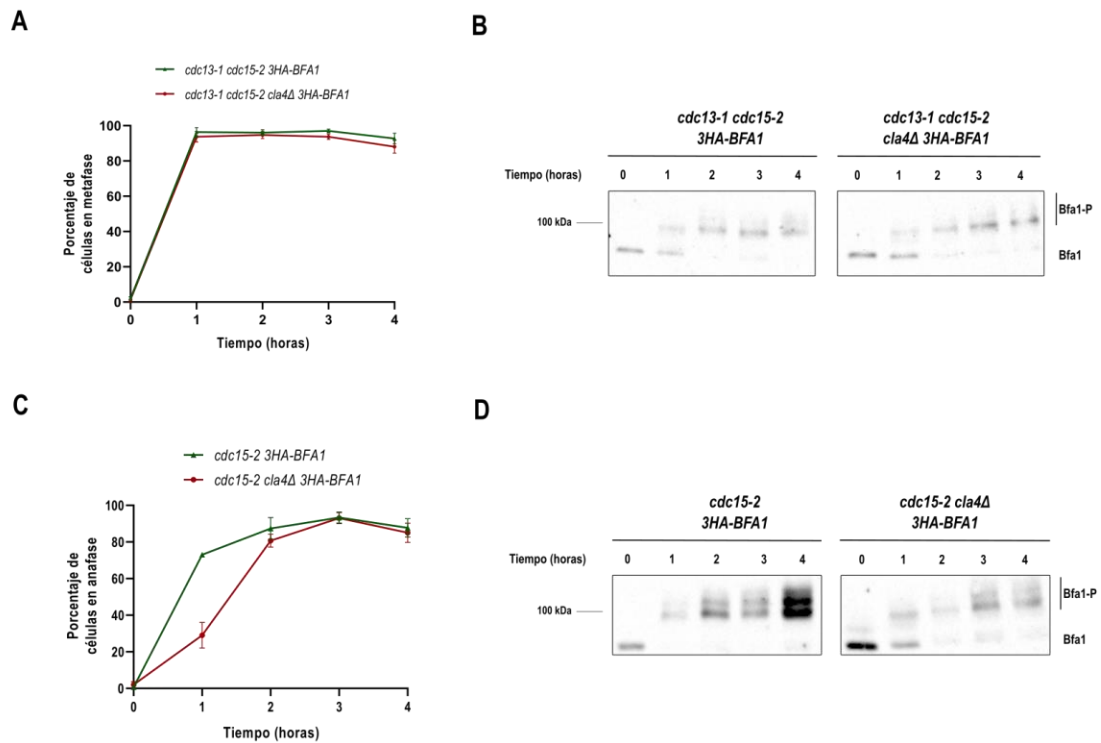 A
cdc13-1 cdc15-2 3HA-BFA1
cdc13-1 cdc15-2 cla4Δ 3HA-BFA1
Porcentaje de
células en metafase
100
80
60
40
20
0
0 1 2 3 4
Tiempo (horas)
B
cdc13-1 cdc15-2
3HA-BFA1
cdc13-1 cdc15-2
cla4Δ 3HA-BFA1
Tiempo (horas) 0 1 2 3 4 0 1 2 3 4
100 kDa
Bfa1-P
Bfa1
C
cdc15-2 3HA-BFA1
cdc15-2 cla4Δ 3HA-BFA1
Porcentaje de
células en anafase
100
80
60
40
20
0
0 1 2 3 4
Tiempo (horas)
D
cdc15-2
3HA-BFA1
cdc15-2 cla4Δ
3HA-BFA1
Tiempo (horas) 0 1 2 3 4 0 1 2 3 4
100 kDa
Bfa1-P
Bfa1